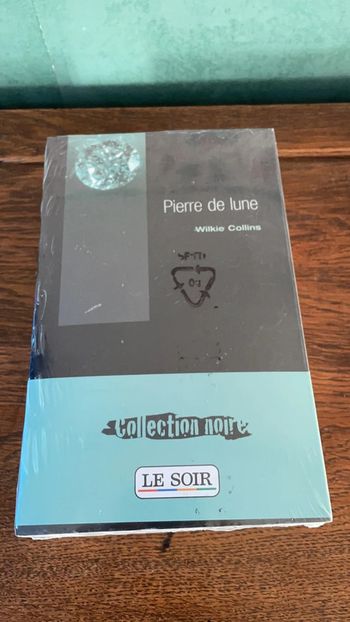 Pierre de lune
Wilkie Collins
Collection noire
LE SOIR